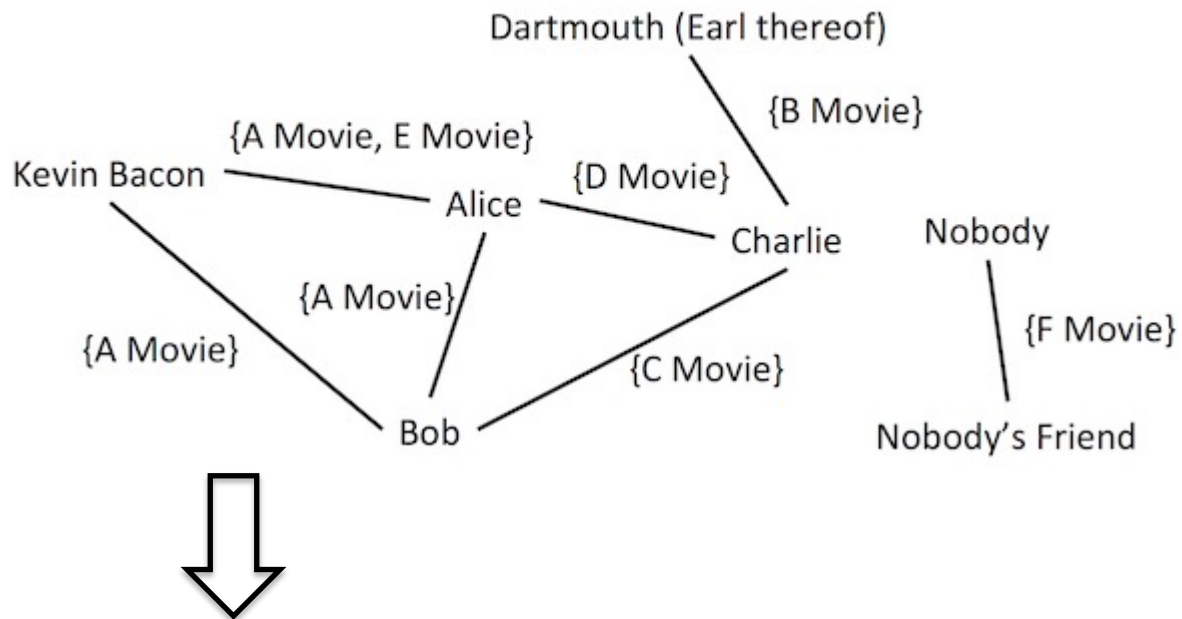 Dartmouth (Earl thereof)
{B Movie}
{A Movie, E Movie}
Kevin Bacon
{D Movie}
Alice
Charlie
Nobody
{A Movie}
{F Movie}
{A Movie}
{C Movie}
Bob
Nobody’s Friend